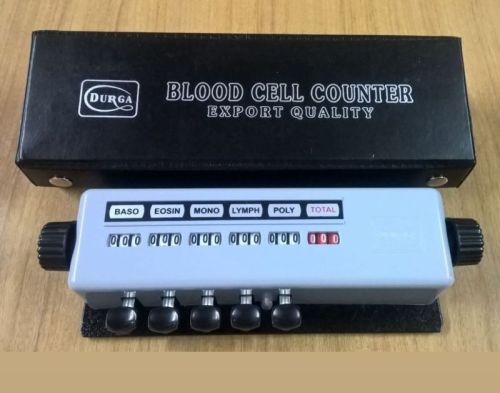 DURGA
BLOOD CELL COUNTER
EXPORT QUALITY
BASO EOSIN MONO LYMPH POLY TOTAL
000 000 000 000 000 000